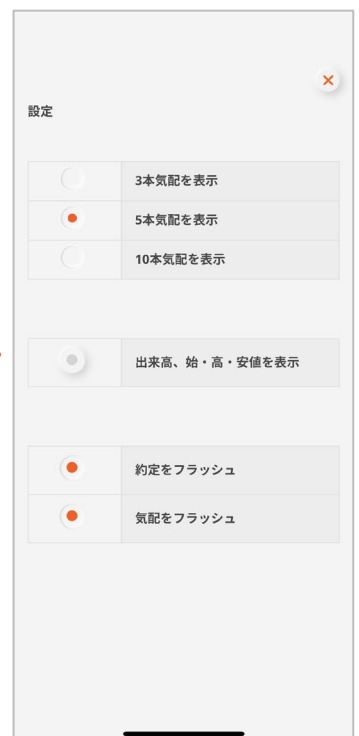 設定
3本気配を表示
5本気配を表示
10本気配を表示
出来高、始・高・安値を表示
約定をフラッシュ
気配をフラッシュ